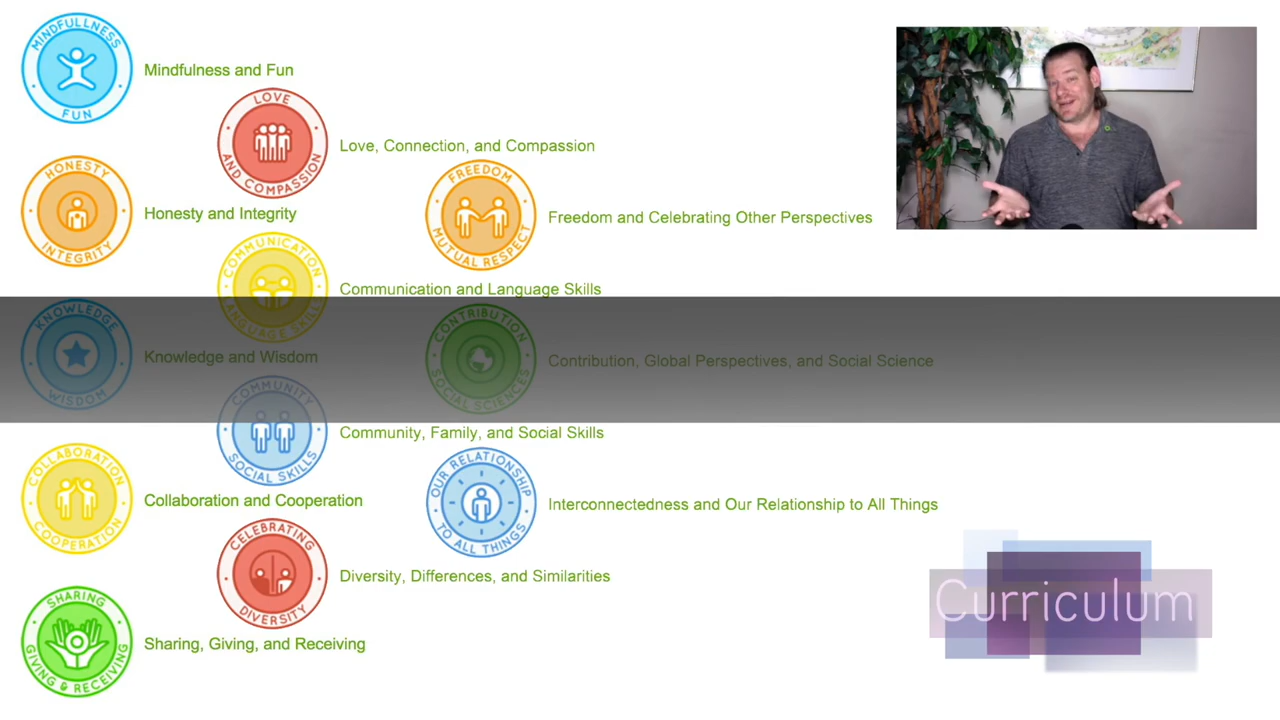 MINDFULLNESS
FUN
Mindfulness and Fun
LOVE
AND COMPASSION
Love, Connection, and Compassion
HONESTY
INTEGRITY
Honesty and Integrity
FREEDOM
MUTUAL RESPECT
Freedom and Celebrating Other Perspectives
COMMUNICATION
LANGUAGE SKILLS
Communication and Language Skills
KNOWLEDGE
WISDOM
Knowledge and Wisdom
CONTRIBUTION
SOCIAL SCIENCES
Contribution, Global Perspectives, and Social Science
COMMUNITY
SOCIAL SKILLS
Community, Family, and Social Skills
COLLABORATION
COOPERATION
Collaboration and Cooperation
OUR RELATIONSHIP
TO ALL THINGS
Interconnectedness and Our Relationship to All Things
CELEBRATING
DIVERSITY
Diversity, Differences, and Similarities
SHARING
GIVING & RECEIVING
Sharing, Giving, and Receiving
Curriculum